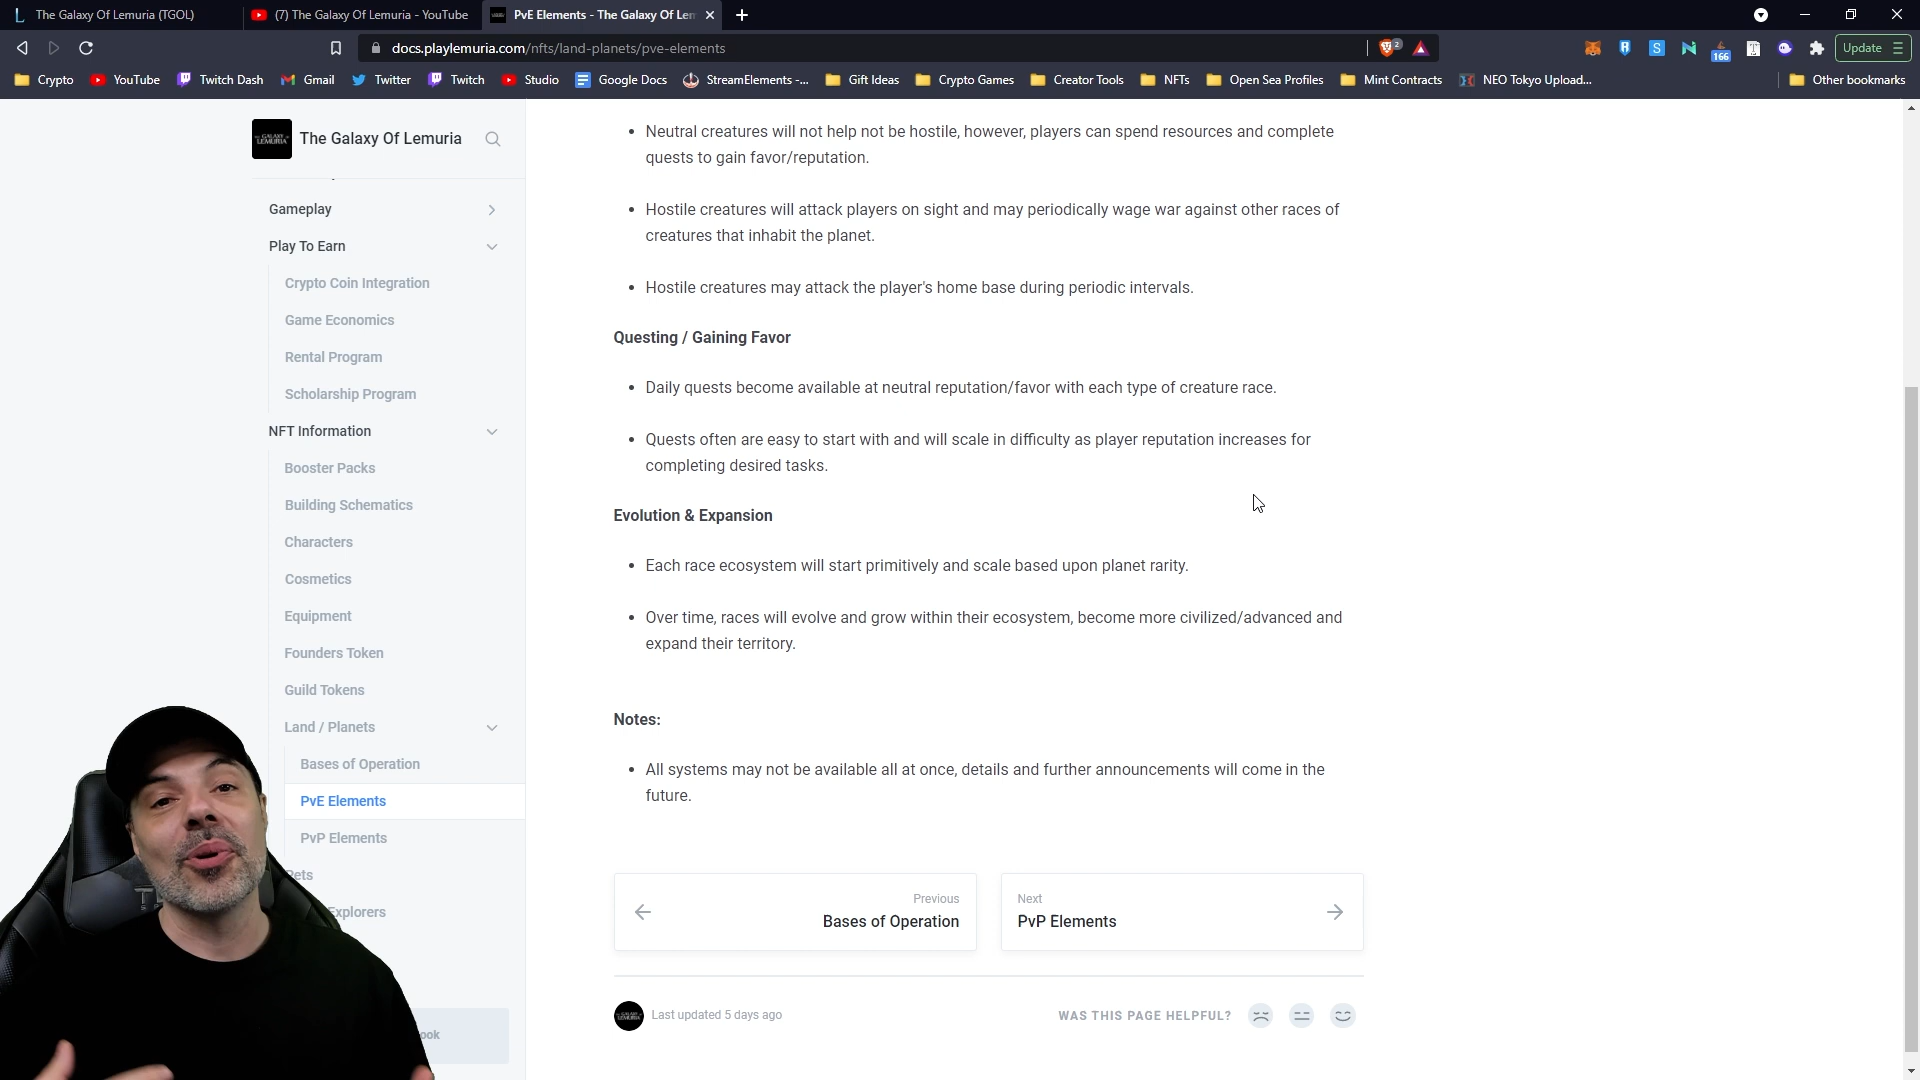 The Galaxy Of Lemuria (TGOL)
(7) The Galaxy Of Lemuria - YouTube
PvE Elements - The Galaxy Of Len
docs.playlemuria.com/nfts/land-planets/pve-elements
2
166
Update
Crypto
YouTube
Twitch Dash
Gmail
Twitter
Twitch
Studio
Google Docs
StreamElements -...
Gift Ideas
Crypto Games
Creator Tools
NFTs
Open Sea Profiles
Mint Contracts
NEO Tokyo Upload...
Other bookmarks
The Galaxy Of Lemuria
Gameplay
Play To Earn
Crypto Coin Integration
Game Economics
Rental Program
Scholarship Program
NFT Information
Booster Packs
Building Schematics
Characters
Cosmetics
Equipment
Founders Token
Guild Tokens
Land / Planets
Bases of Operation
PvE Elements
PvP Elements
Pets
Explorers
ook
Neutral creatures will not help not be hostile, however, players can spend resources and complete
quests to gain favor/reputation.
Hostile creatures will attack players on sight and may periodically wage war against other races of
creatures that inhabit the planet.
Hostile creatures may attack the player's home base during periodic intervals.
Questing / Gaining Favor
Daily quests become available at neutral reputation/favor with each type of creature race.
Quests often are easy to start with and will scale in difficulty as player reputation increases for
completing desired tasks.
Evolution & Expansion
Each race ecosystem will start primitively and scale based upon planet rarity.
Over time, races will evolve and grow within their ecosystem, become more civilized/advanced and
expand their territory.
Notes:
All systems may not be available all at once, details and further announcements will come in the
future.
Previous
Bases of Operation
Next
PvP Elements
Last updated 5 days ago
WAS THIS PAGE HELPFUL?